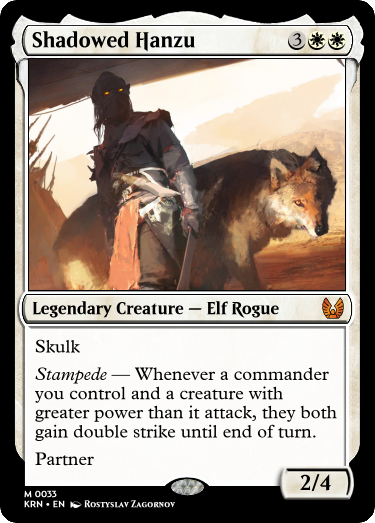 Shadowed Hanzu 3
Legendary Creature — Elf Rogue
Skulk
Stampede — Whenever a commander
you control and a creature with
greater power than it attack, they both
gain double strike until end of turn.
Partner
2/4
M 0033
KRN • EN Rostyslav Zagornov